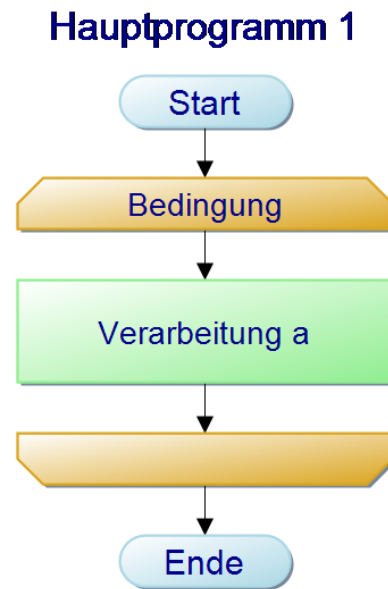 Hauptprogramm 1
Start
Bedingung
Verarbeitung a
Ende